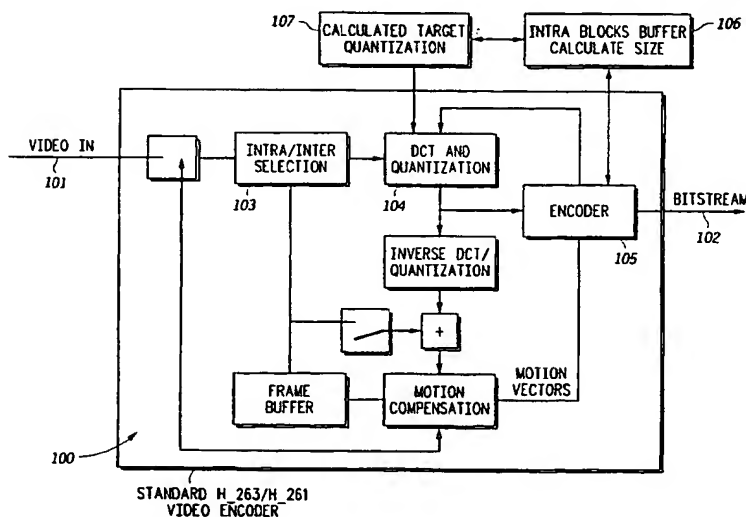 107
CALCULATED TARGET
QUANTIZATION
INTRA BLOCKS BUFFER
CALCULATE SIZE
106
VIDEO IN
101
INTRA/INTER
SELECTION
103
DCT AND
QUANTIZATION
104
ENCODER
105
BITSTREAM
102
INVERSE DCT/
QUANTIZATION
+
FRAME
BUFFER
MOTION
COMPENSATION
MOTION
VECTORS
100
STANDARD H_263/H_261
VIDEO ENCODER